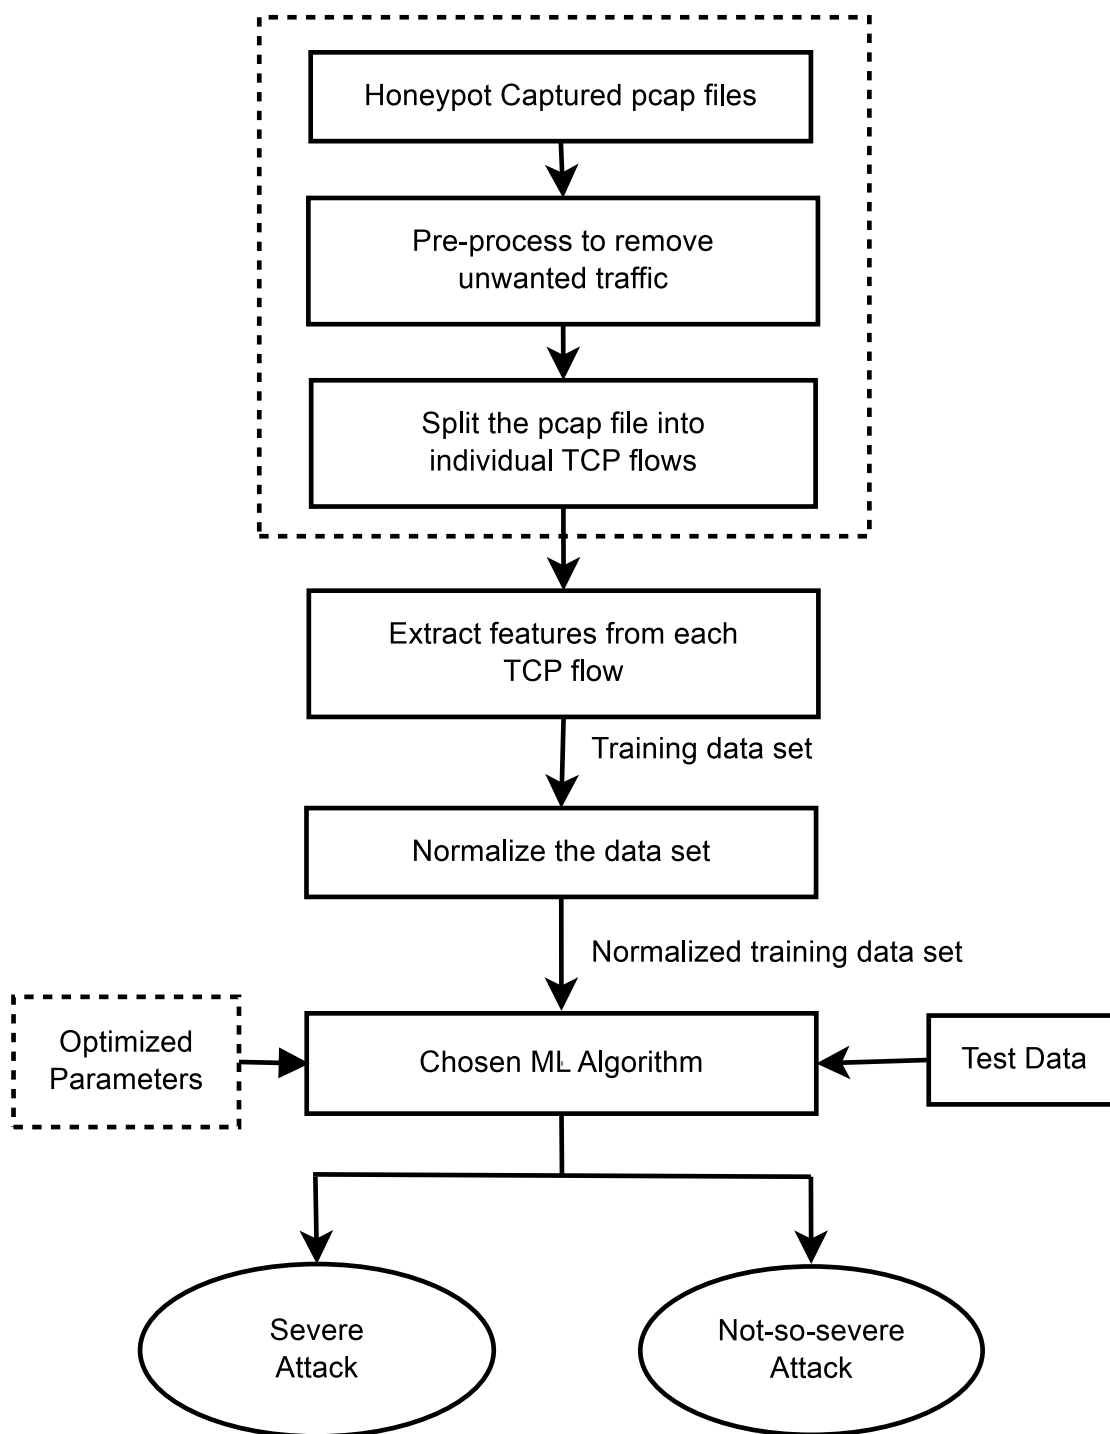 Honeypot Captured pcap files
Pre-process to remove
unwanted traffic
Split the pcap file into
individual TCP flows
Extract features from each
TCP flow
Training data set
Normalize the data set
Normalized training data set
Optimized
Parameters
Chosen ML Algorithm
Test Data
Severe
Attack
Not-so-severe
Attack